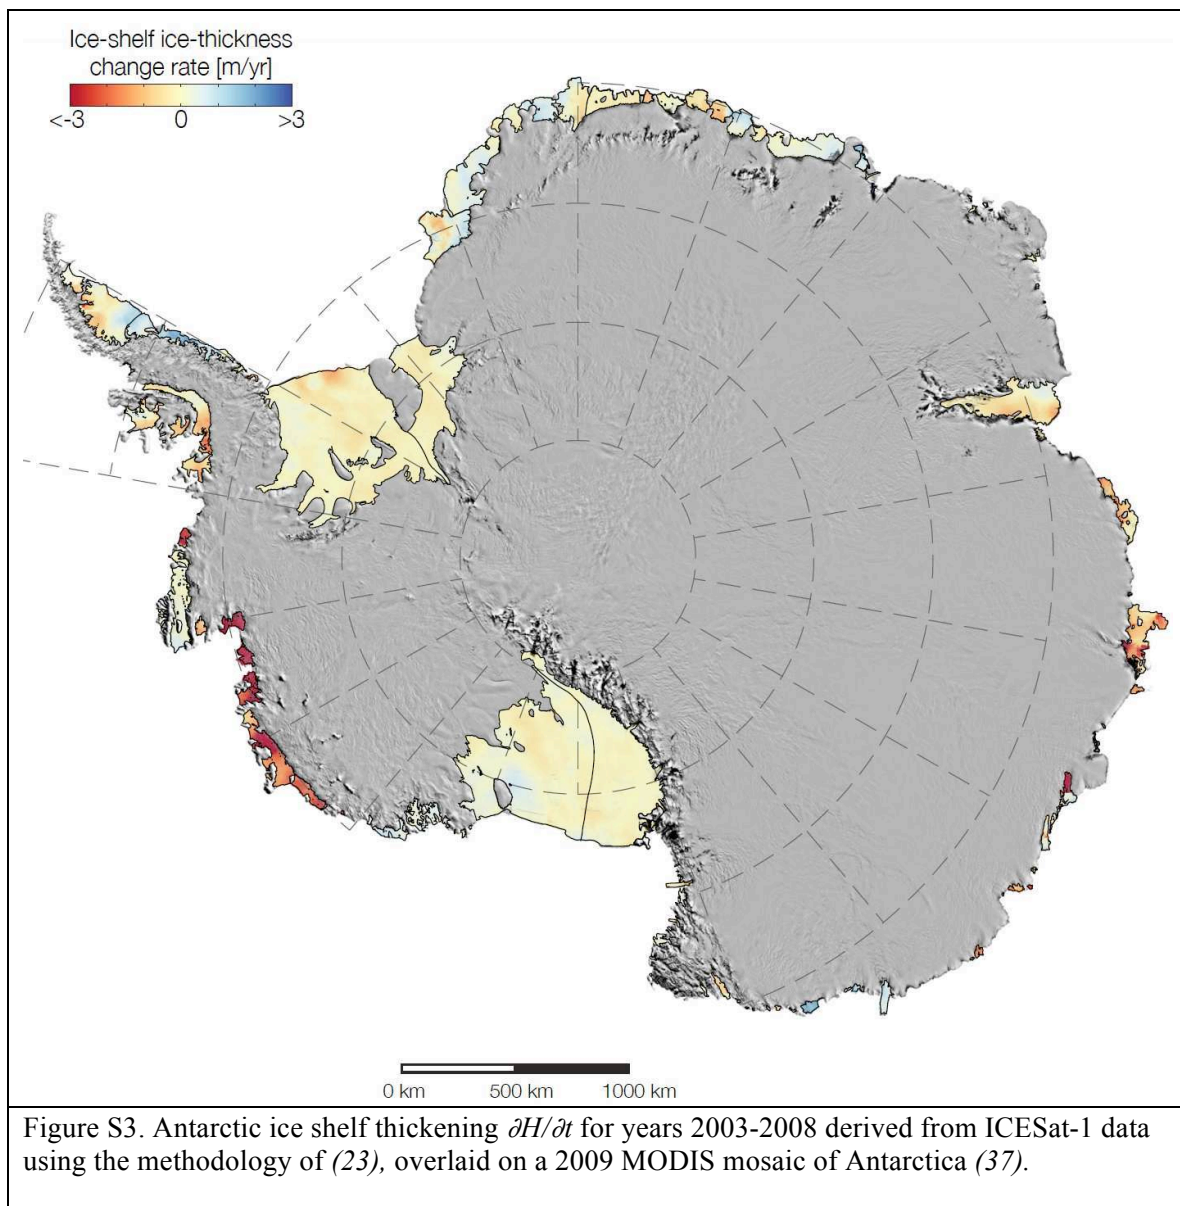 Ice-shelf ice-thickness
change rate [m/yr]
<-3 0 >3
0 km 500 km 1000 km
Figure S3. Antarctic ice shelf thickening ∂H/∂t for years 2003-2008 derived from ICESat-1 data
using the methodology of (23), overlaid on a 2009 MODIS mosaic of Antarctica (37).